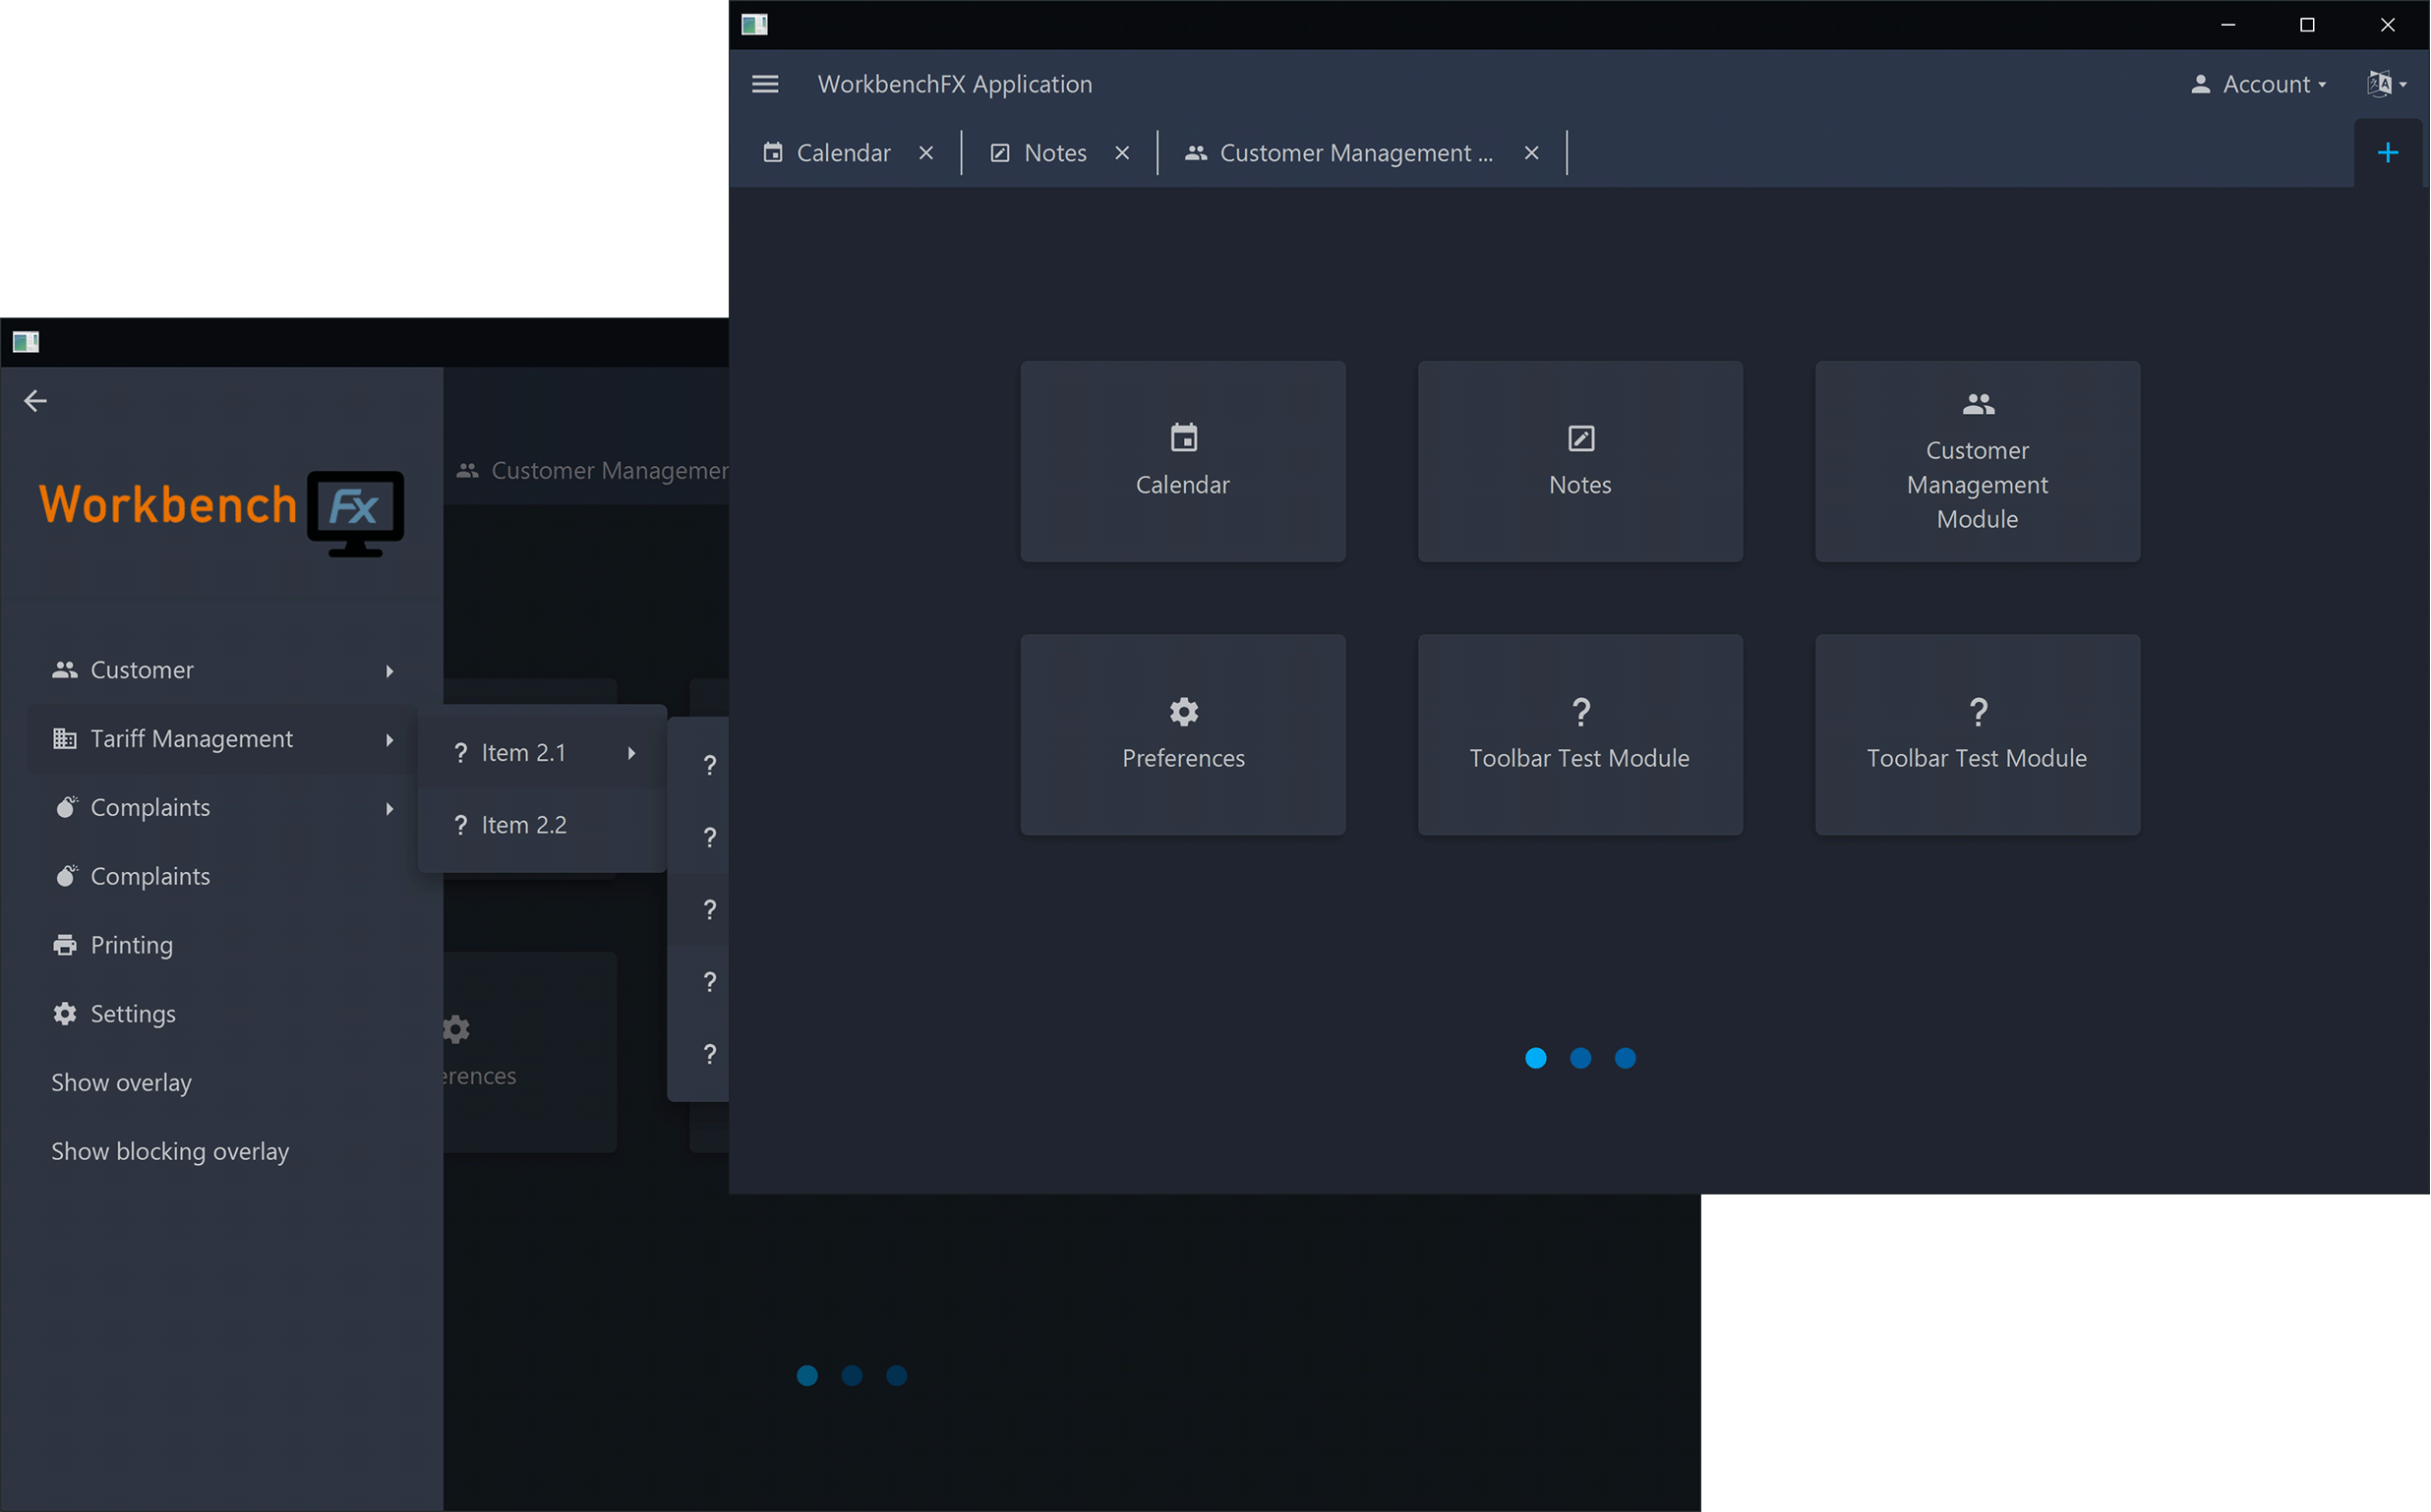 WorkbenchFX Application
Account
Calendar
Notes
Customer Management ...
Calendar
Notes
Customer
Management
Module
Preferences
Toolbar Test Module
Toolbar Test Module
Workbench Fx
Customer
Tariff Management
Complaints
Complaints
Printing
Settings
Show overlay
Show blocking overlay
Item 2.1
Item 2.2
Customer Managemen
erences